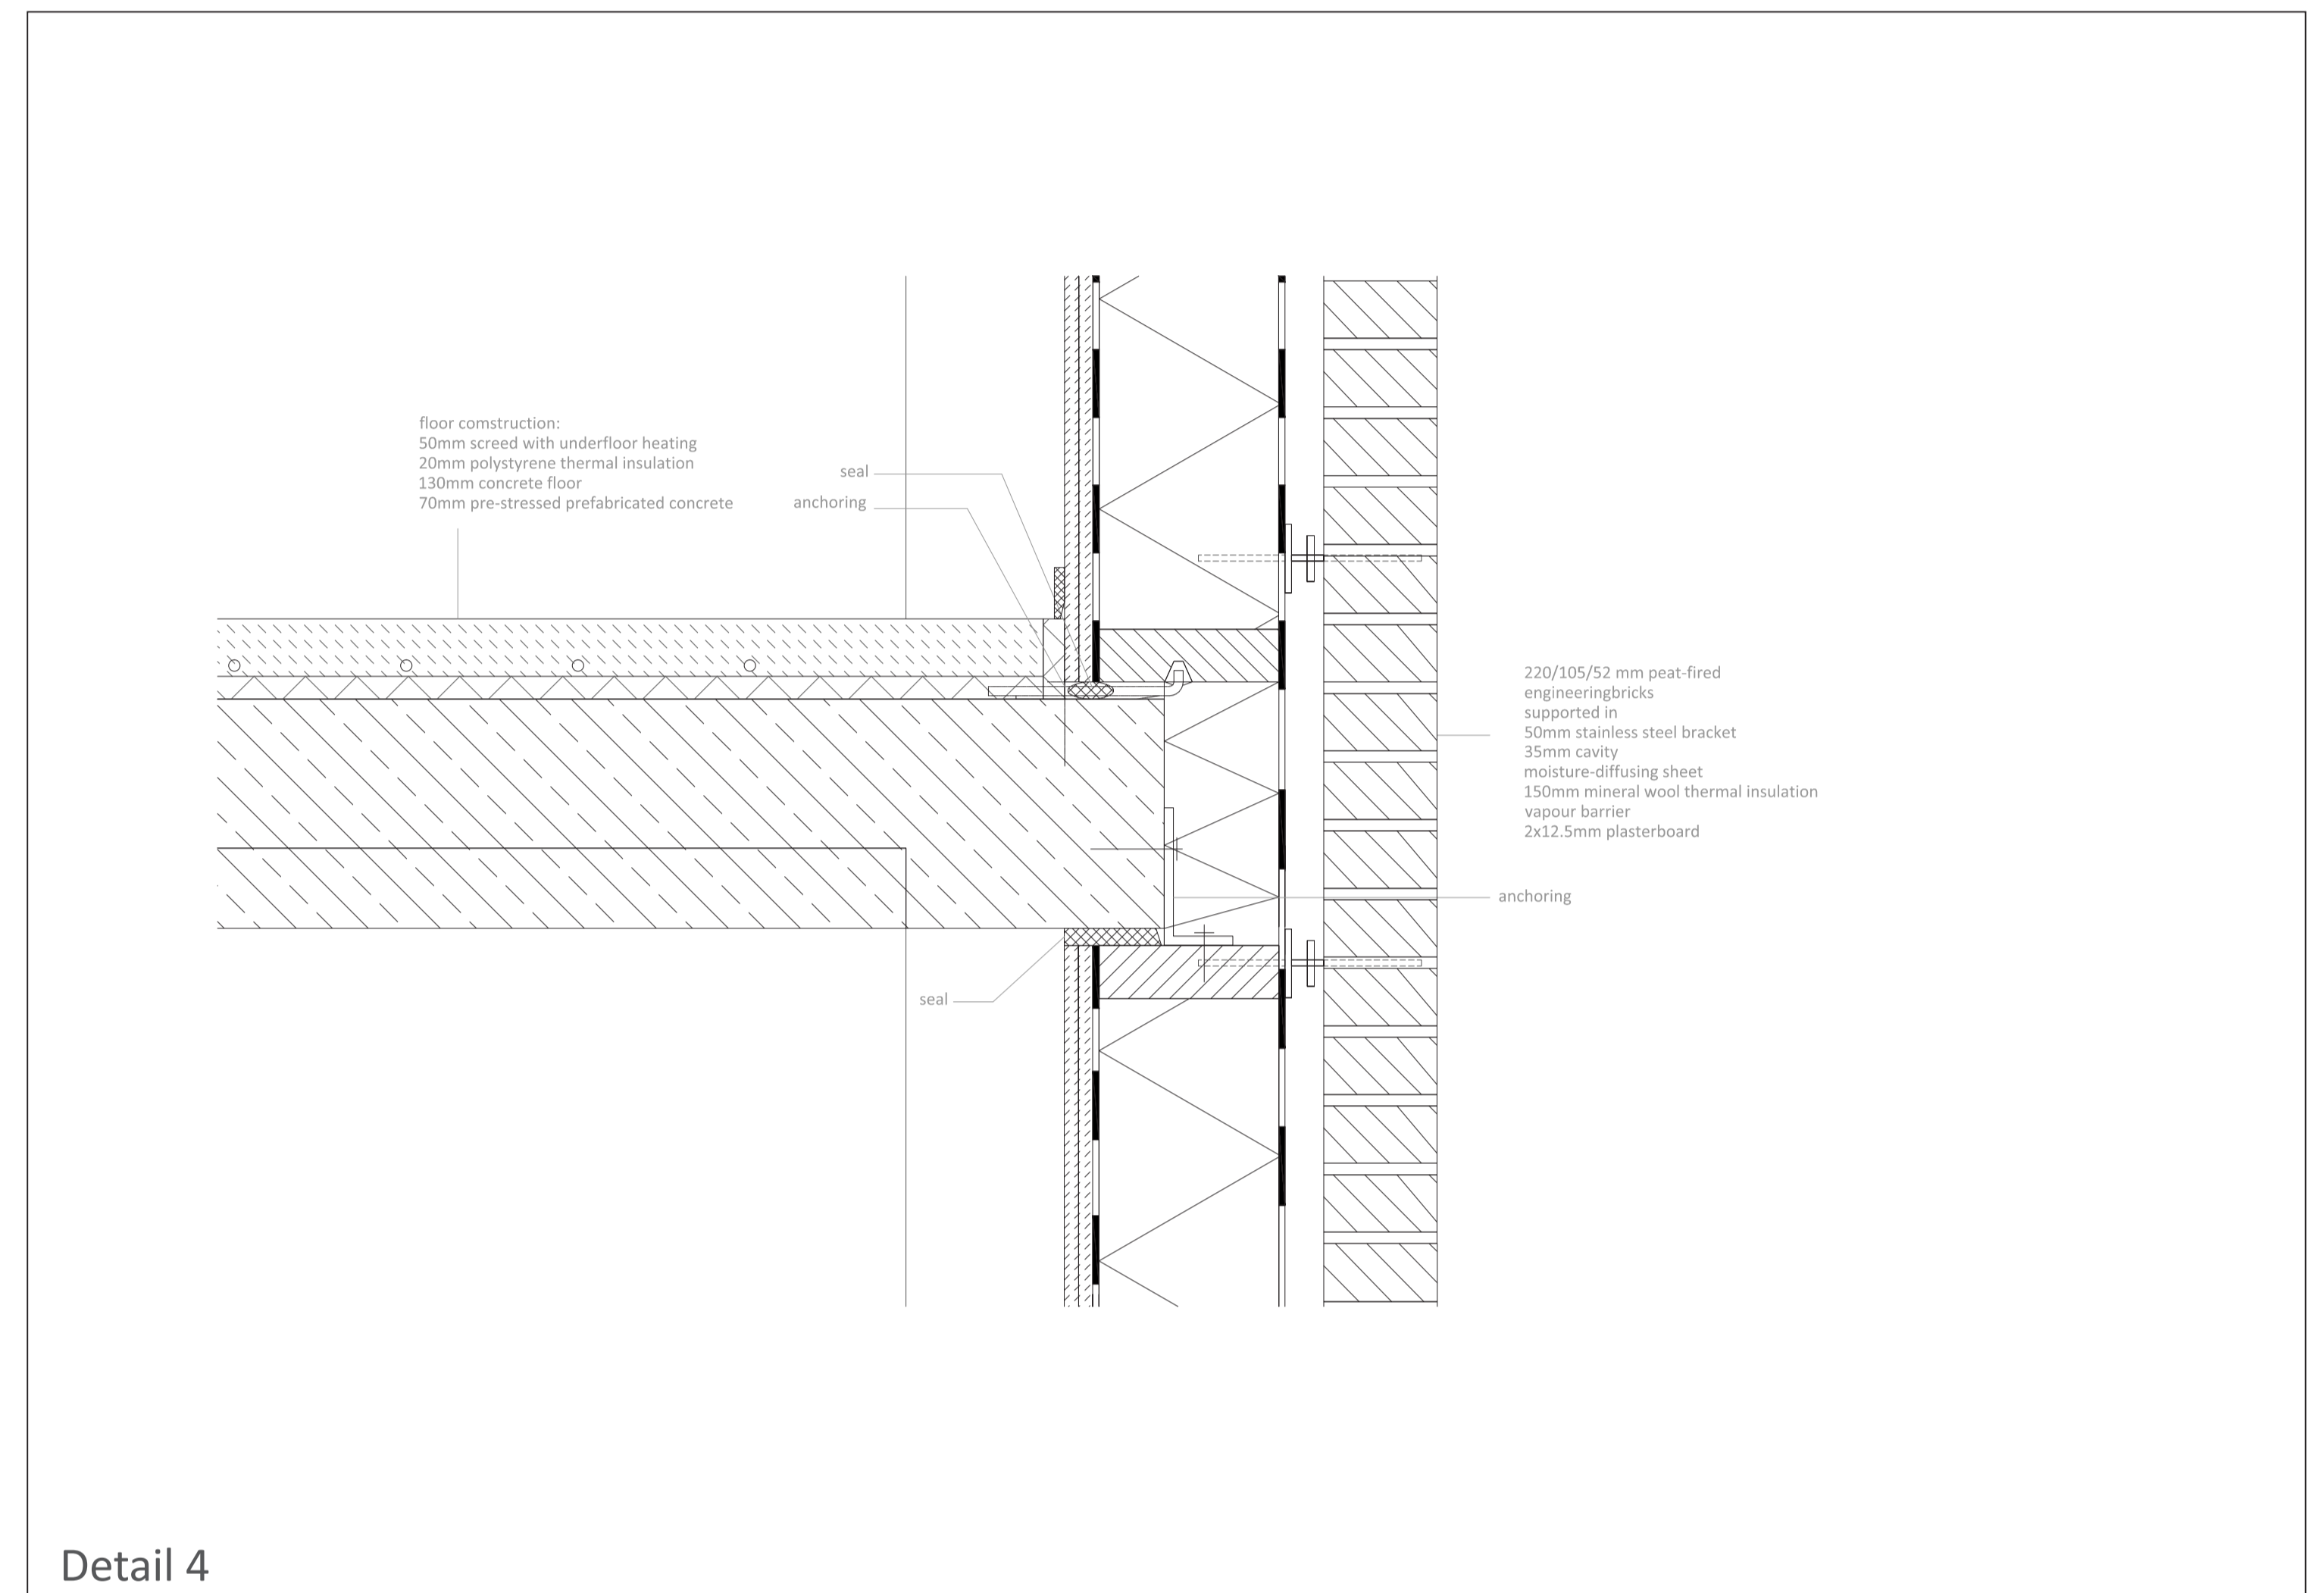 floor comstruction:
50mm screed with underfloor heating
20mm polystyrene thermal insulation
130mm concrete floor
70mm pre-stressed prefabricated concrete
seal
anchoring
220/105/52 mm peat-fired
engineeringbricks
supported in
50mm stainless steel bracket
35mm cavity
moisture-diffusing sheet
150mm mineral wool thermal insulation
vapour barrier
2x12.5mm plasterboard
anchoring
seal
Detail 4